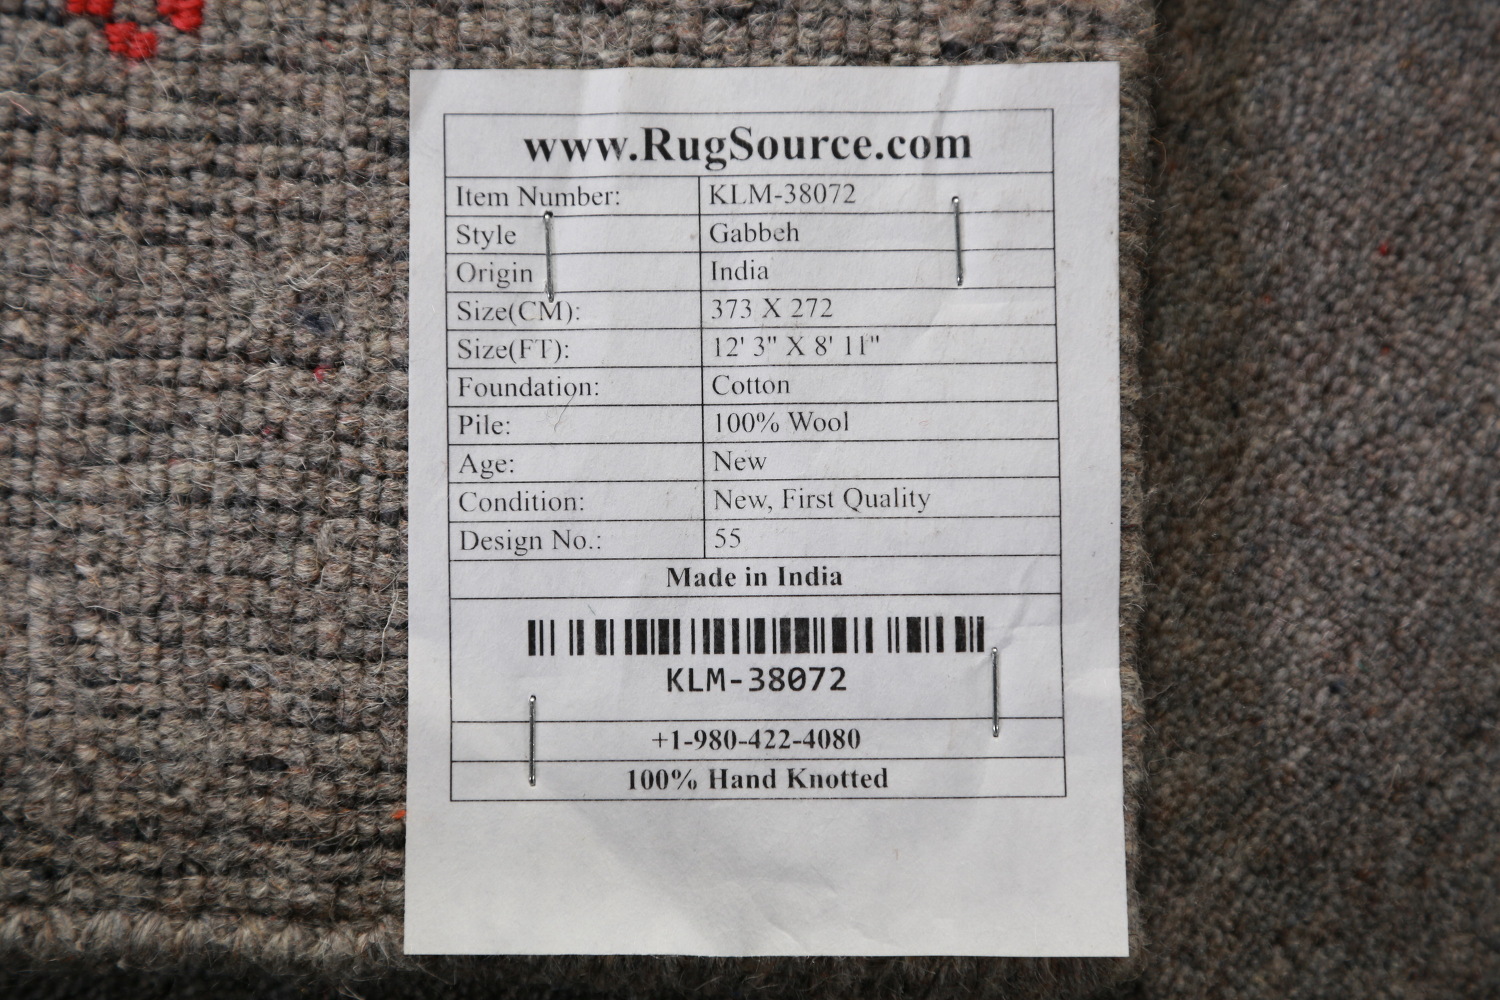 www.RugSource.com
Item Number: KLM-38072
Style Gabbeh
Origin India
Size(CM): 373 X 272
Size(FT): 12' 3" X 8' 11"
Foundation: Cotton
Pile: 100% Wool
Age: New
Condition: New, First Quality
Design No.: 55
Made in India
KLM-38072
+1-980-422-4080
100% Hand Knotted